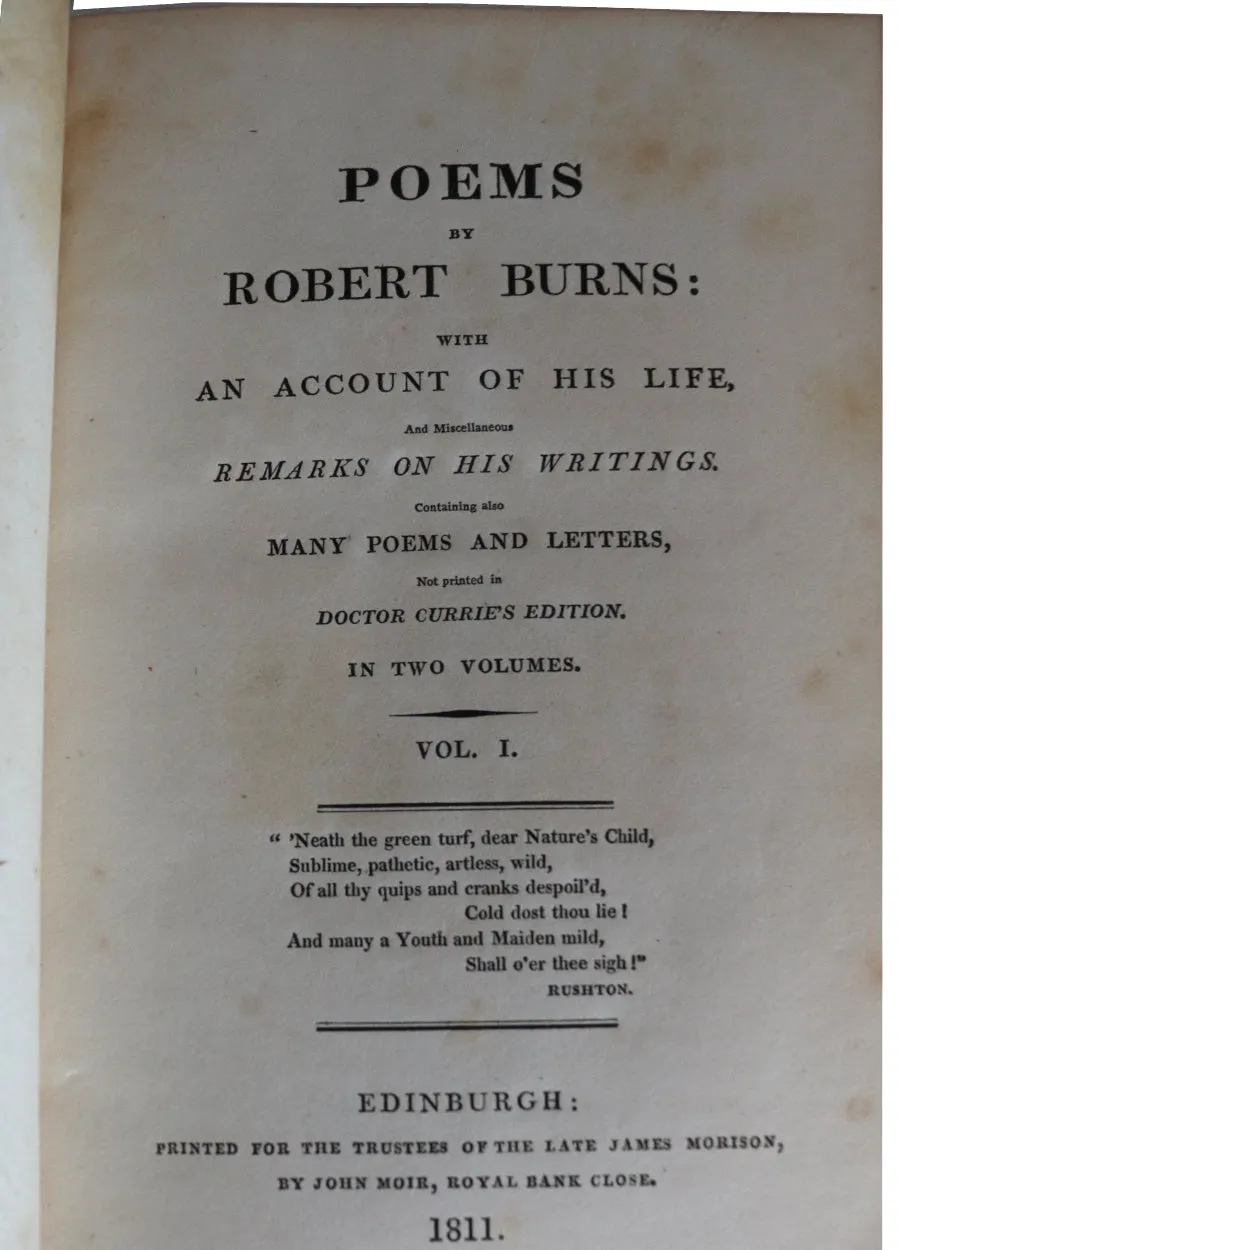 POEMS
BY
ROBERT BURNS:
WITH
AN ACCOUNT OF HIS LIFE,
And Miscellaneous
REMARKS ON HIS WRITINGS.
Containing also
MANY POEMS AND LETTERS,
Not printed in
DOCTOR CURRIE'S EDITION.
IN TWO VOLUMES.
VOL. I.
" 'Neath the green turf, dear Nature's Child,
Sublime, pathetic, artless, wild,
Of all thy quips and cranks despoil'd,
Cold dost thou lie!
And many a Youth and Maiden mild,
Shall o'er thee sigh!"
RUSHTON.
EDINBURGH:
PRINTED FOR THE TRUSTEES OF THE LATE JAMES MORISON,
BY JOHN MOIR, ROYAL BANK CLOSE.
1811.